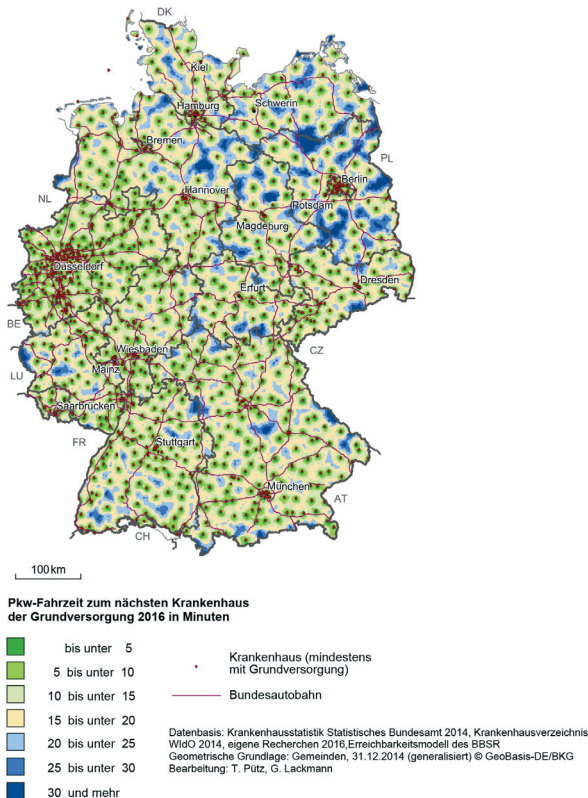 DK
Kiel
Hamburg
Schwerin
Bremen
PL
NL
Hannover
Berlin
Potsdam
Magdeburg
Düsseldorf
Erfurt
Dresden
BE
Wiesbaden
CZ
LU
Mainz
Saarbrücken
FR
Stuttgart
München
AT
CH
100 km
Pkw-Fahrzeit zum nächsten Krankenhaus
der Grundversorgung 2016 in Minuten
bis unter 5
5 bis unter 10
10 bis unter 15
15 bis unter 20
20 bis unter 25
25 bis unter 30
30 und mehr
Krankenhaus (mindestens
mit Grundversorgung)
Bundesautobahn
Datenbasis: Krankenhausstatistik Statistisches Bundesamt 2014, Krankenhausverzeichnis
WIdO 2014, eigene Recherchen 2016,Erreichbarkeitsmodell des BBSR
Geometrische Grundlage: Gemeinden, 31.12.2014 (generalisiert) © GeoBasis-DE/BKG
Bearbeitung: T. Pütz, G. Lackmann